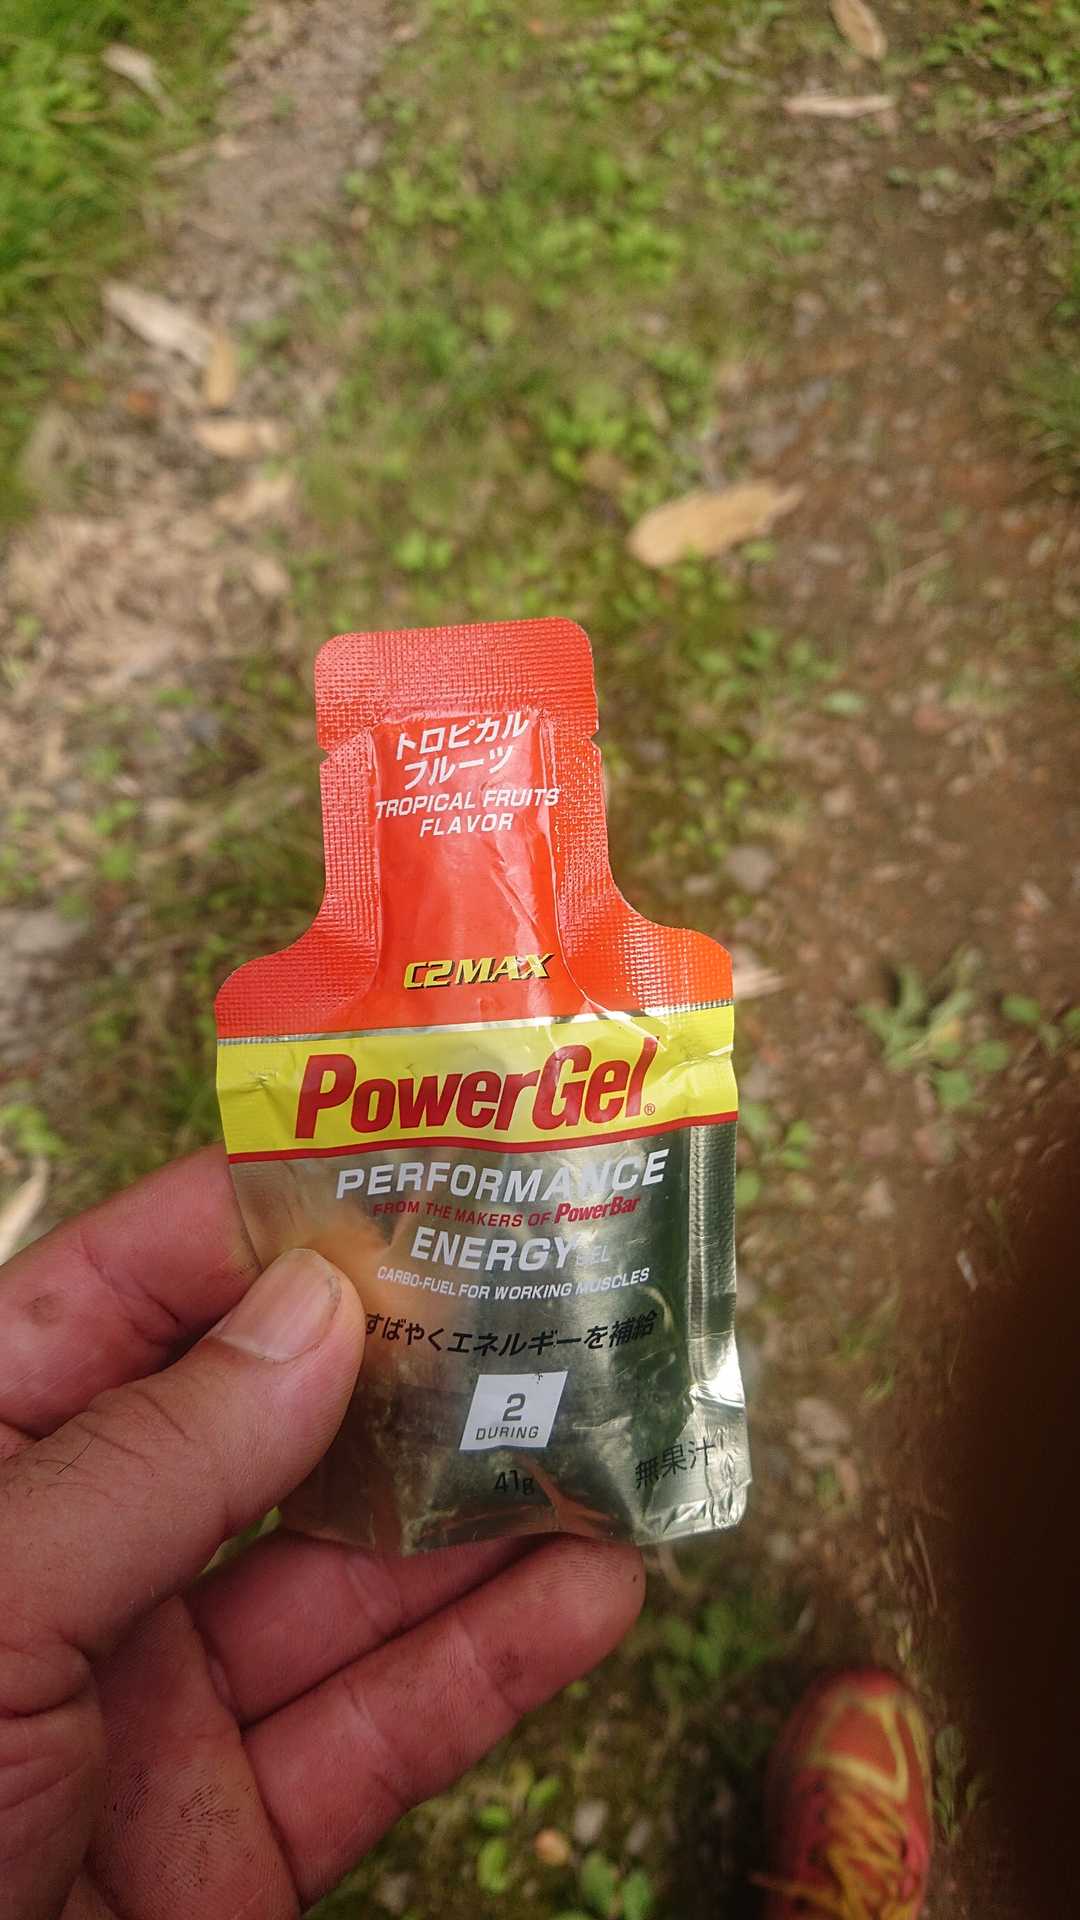 トロピカル
フルーツ
TROPICAL FRUITS
FLAVOR
C2MAX
PowerGel®
PERFORMANCE
FROM THE MAKERS OF PowerBar
ENERGY GEL
CARBO-FUEL FOR WORKING MUSCLES
すばやくエネルギーを補給
2
DURING
41g
無果汁